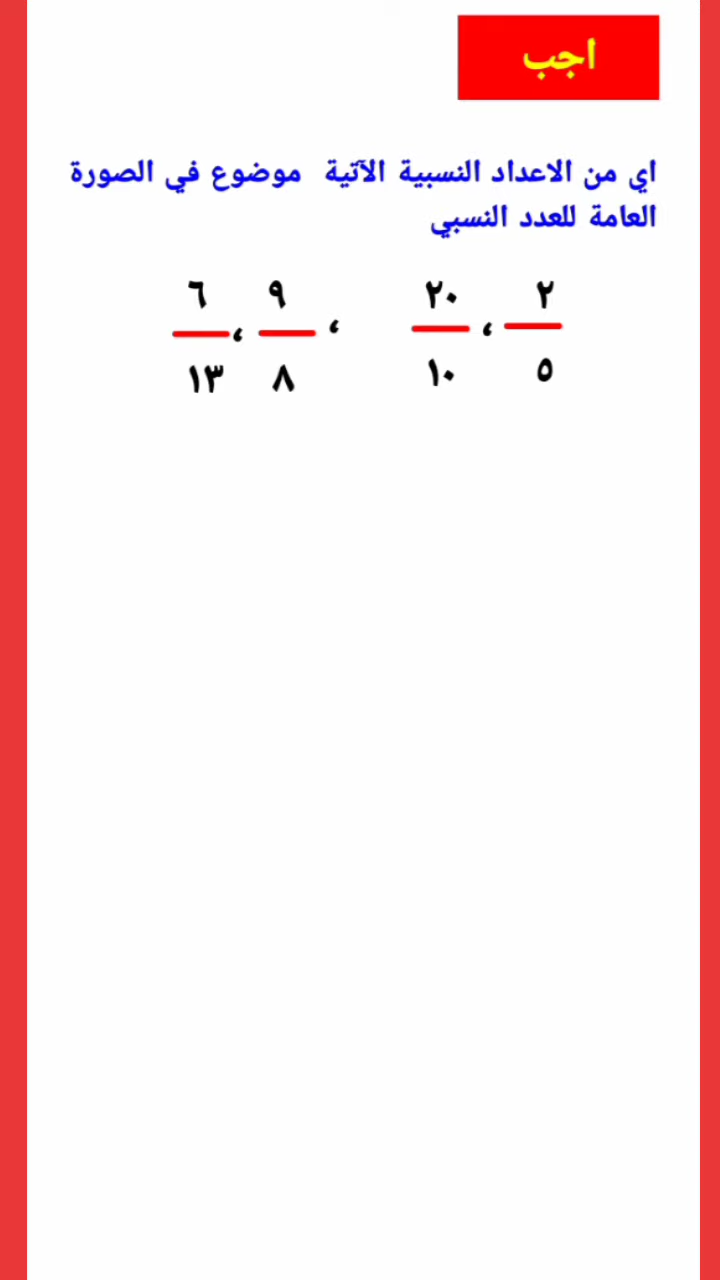 اجب
اي من الاعداد النسبية الآتية موضوع في الصورة
العامة للعدد النسبي
٢ ٢٠ ٩ ٦
، ، ،
٥ ١٠ ٨ ١٣